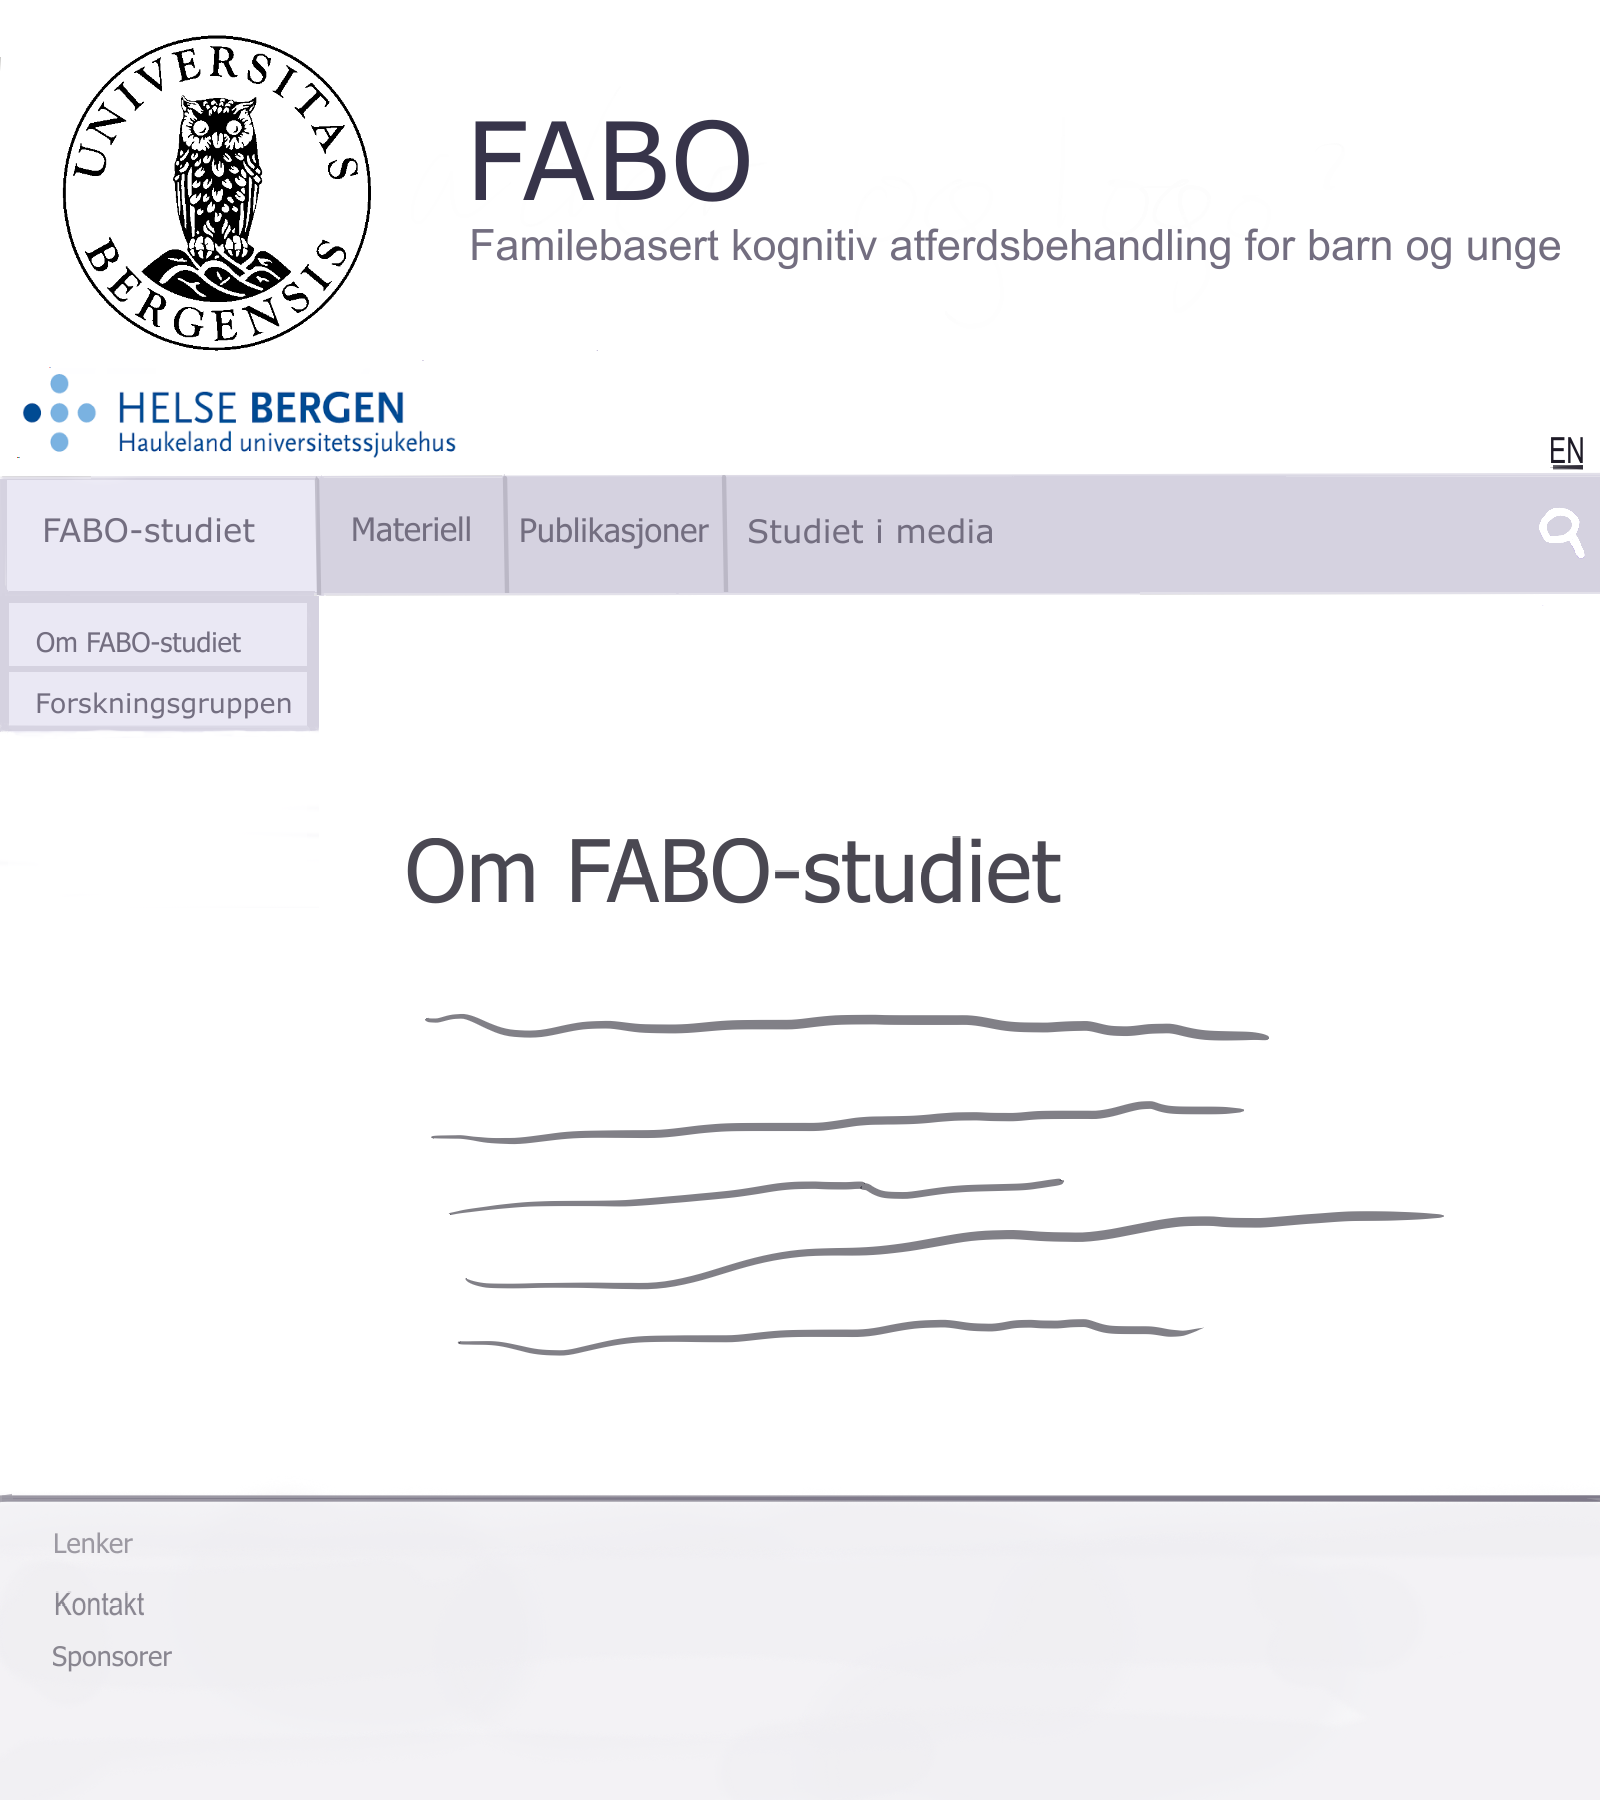 UNIVERSITAS
BERGENSIS
FABO
Familebasert kognitiv atferdsbehandling for barn og unge
HELSE BERGEN
Haukeland universitetssjukehus
EN
FABO-studiet Materiell Publikasjoner Studiet i media
Om FABO-studiet
Forskningsgruppen
Om FABO-studiet
Lenker
Kontakt
Sponsorer